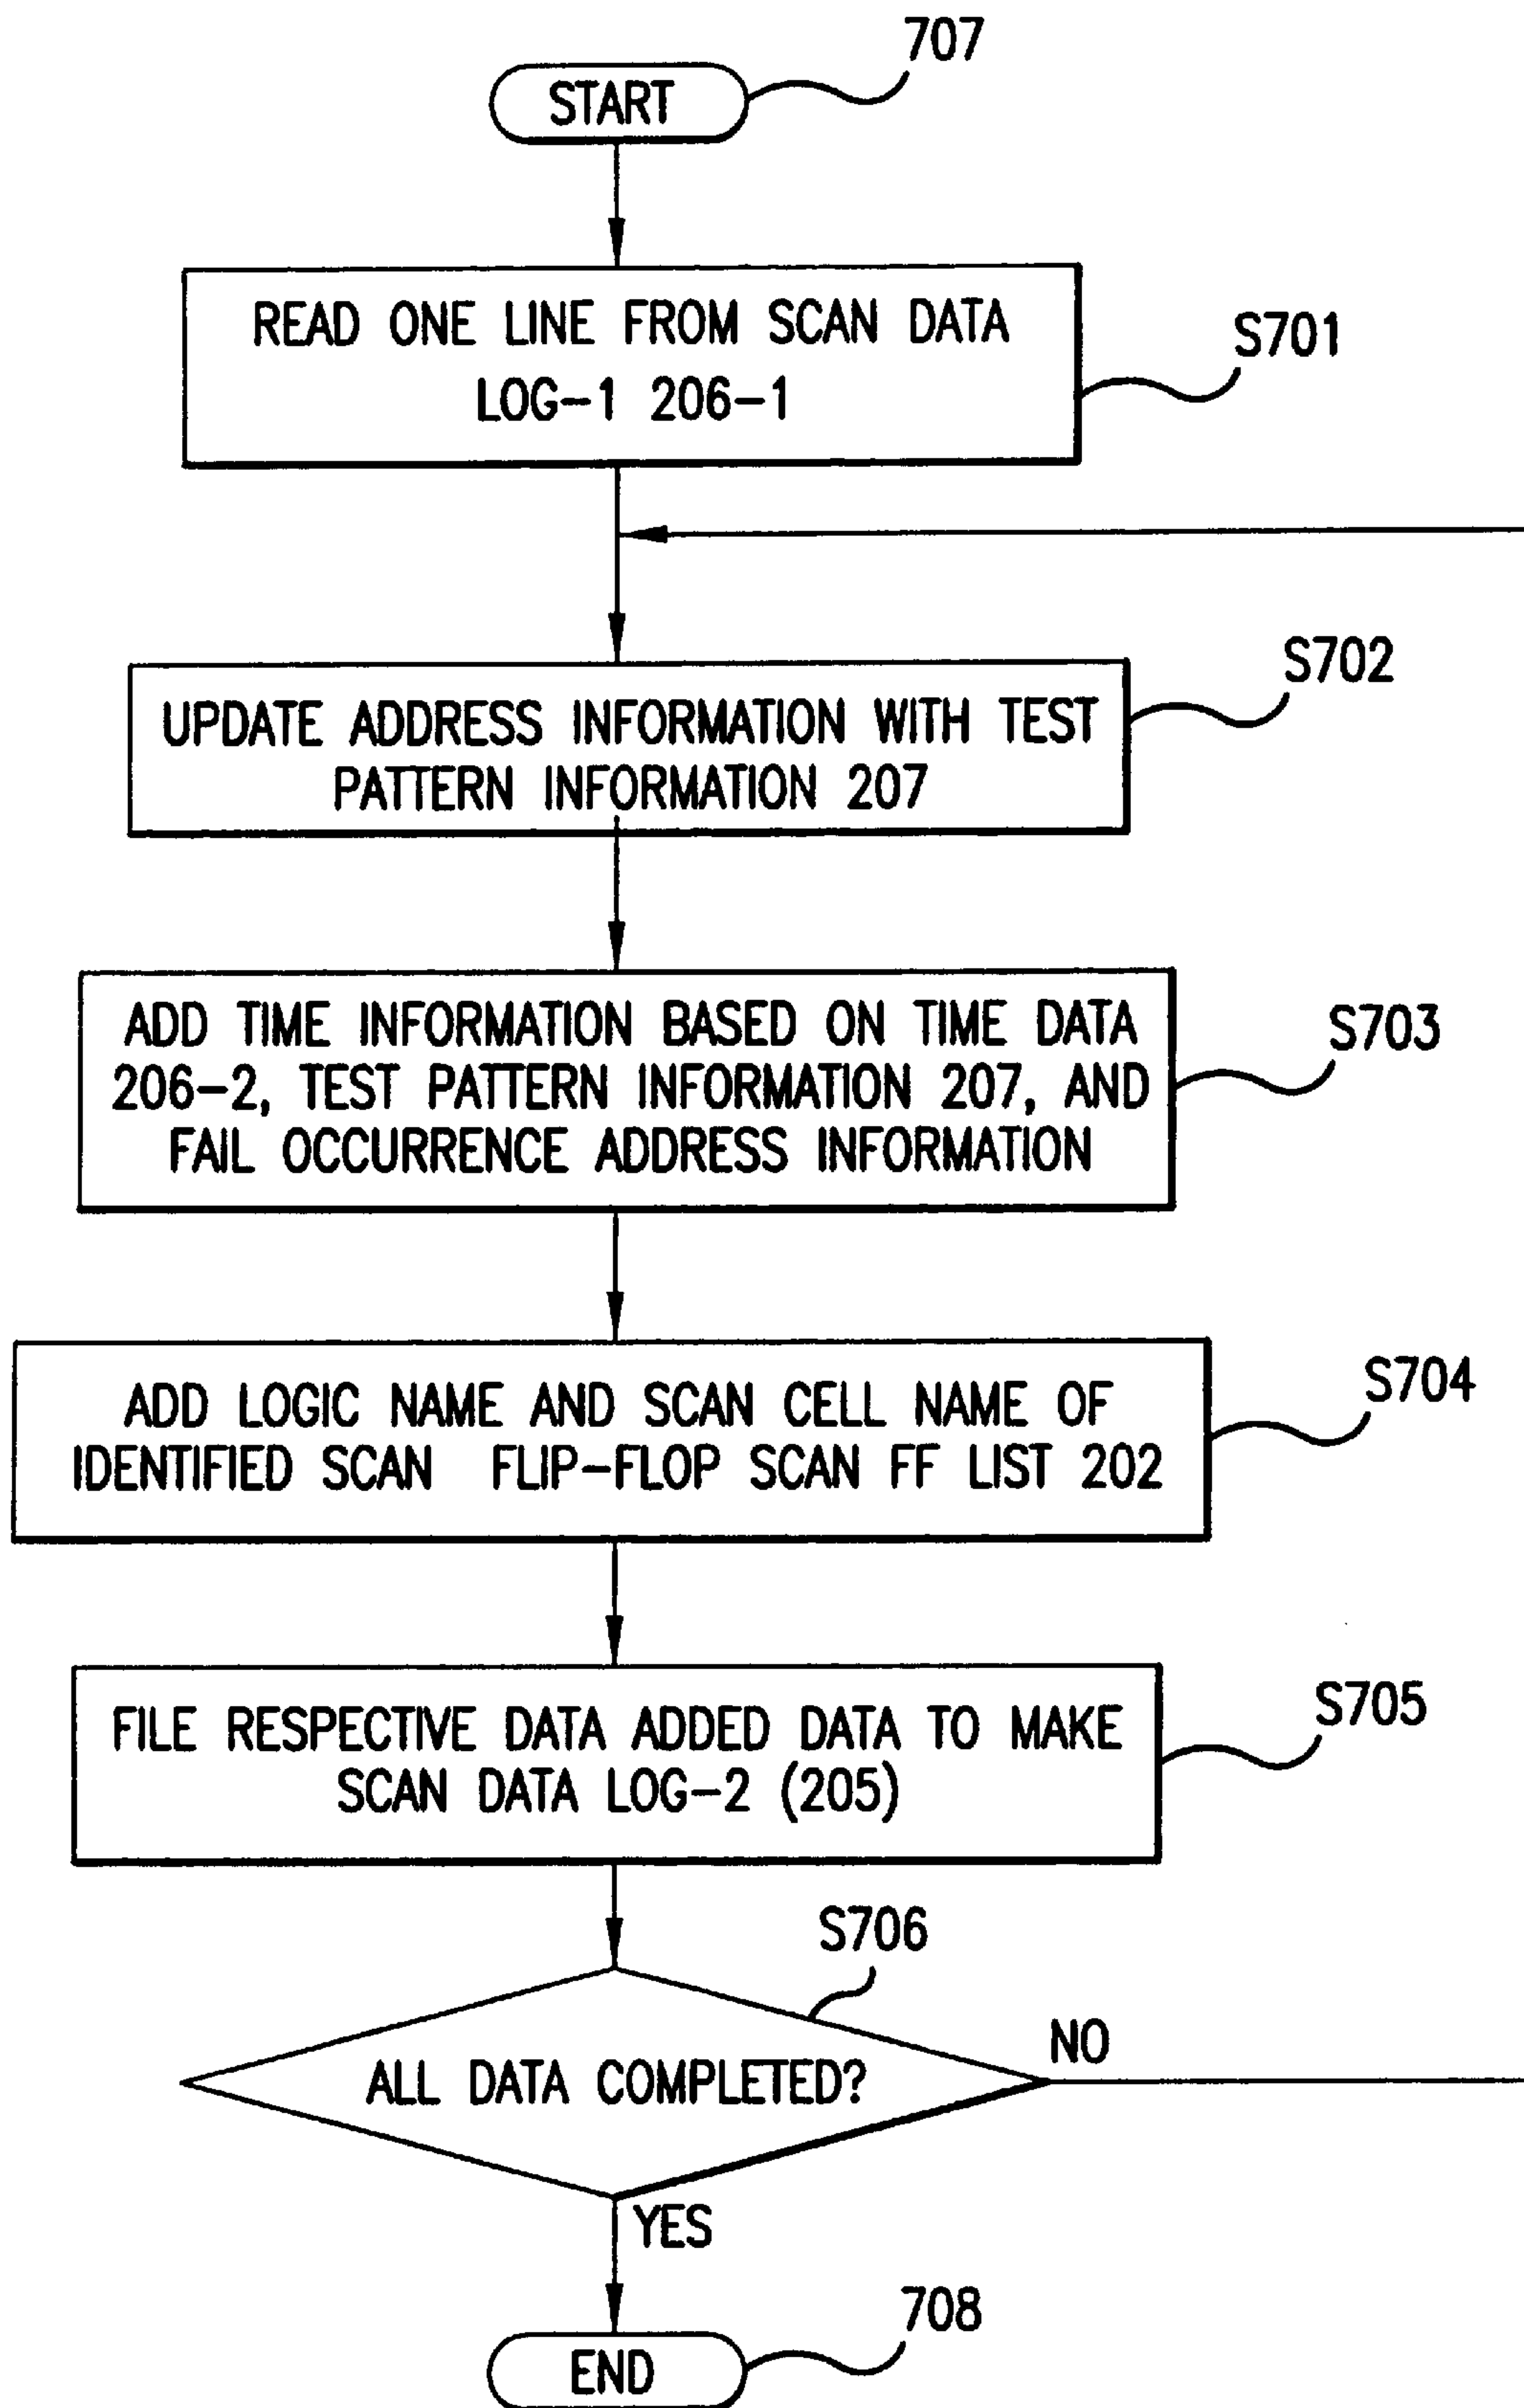 707
START
READ ONE LINE FROM SCAN DATA
LOG-1 206-1
S701
S702
UPDATE ADDRESS INFORMATION WITH TEST
PATTERN INFORMATION 207
ADD TIME INFORMATION BASED ON TIME DATA
206-2, TEST PATTERN INFORMATION 207, AND
FAIL OCCURRENCE ADDRESS INFORMATION
S703
ADD LOGIC NAME AND SCAN CELL NAME OF
IDENTIFIED SCAN FLIP-FLOP SCAN FF LIST 202
S704
FILE RESPECTIVE DATA ADDED DATA TO MAKE
SCAN DATA LOG-2 (205)
S705
S706
ALL DATA COMPLETED?
NO
YES
708
END